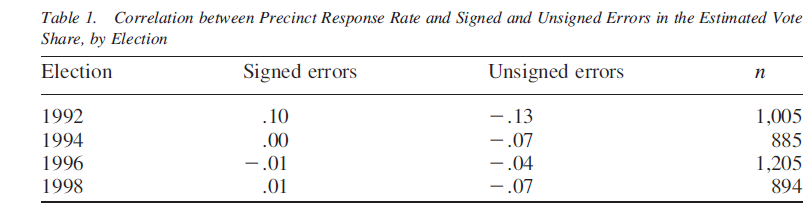 Table 1. Correlation between Precinct Response Rate and Signed and Unsigned Errors in the Estimated Vote
Share, by Election
Election Signed errors Unsigned errors n
1992 .10 −.13 1,005
1994 .00 −.07 885
1996 −.01 −.04 1,205
1998 .01 −.07 894